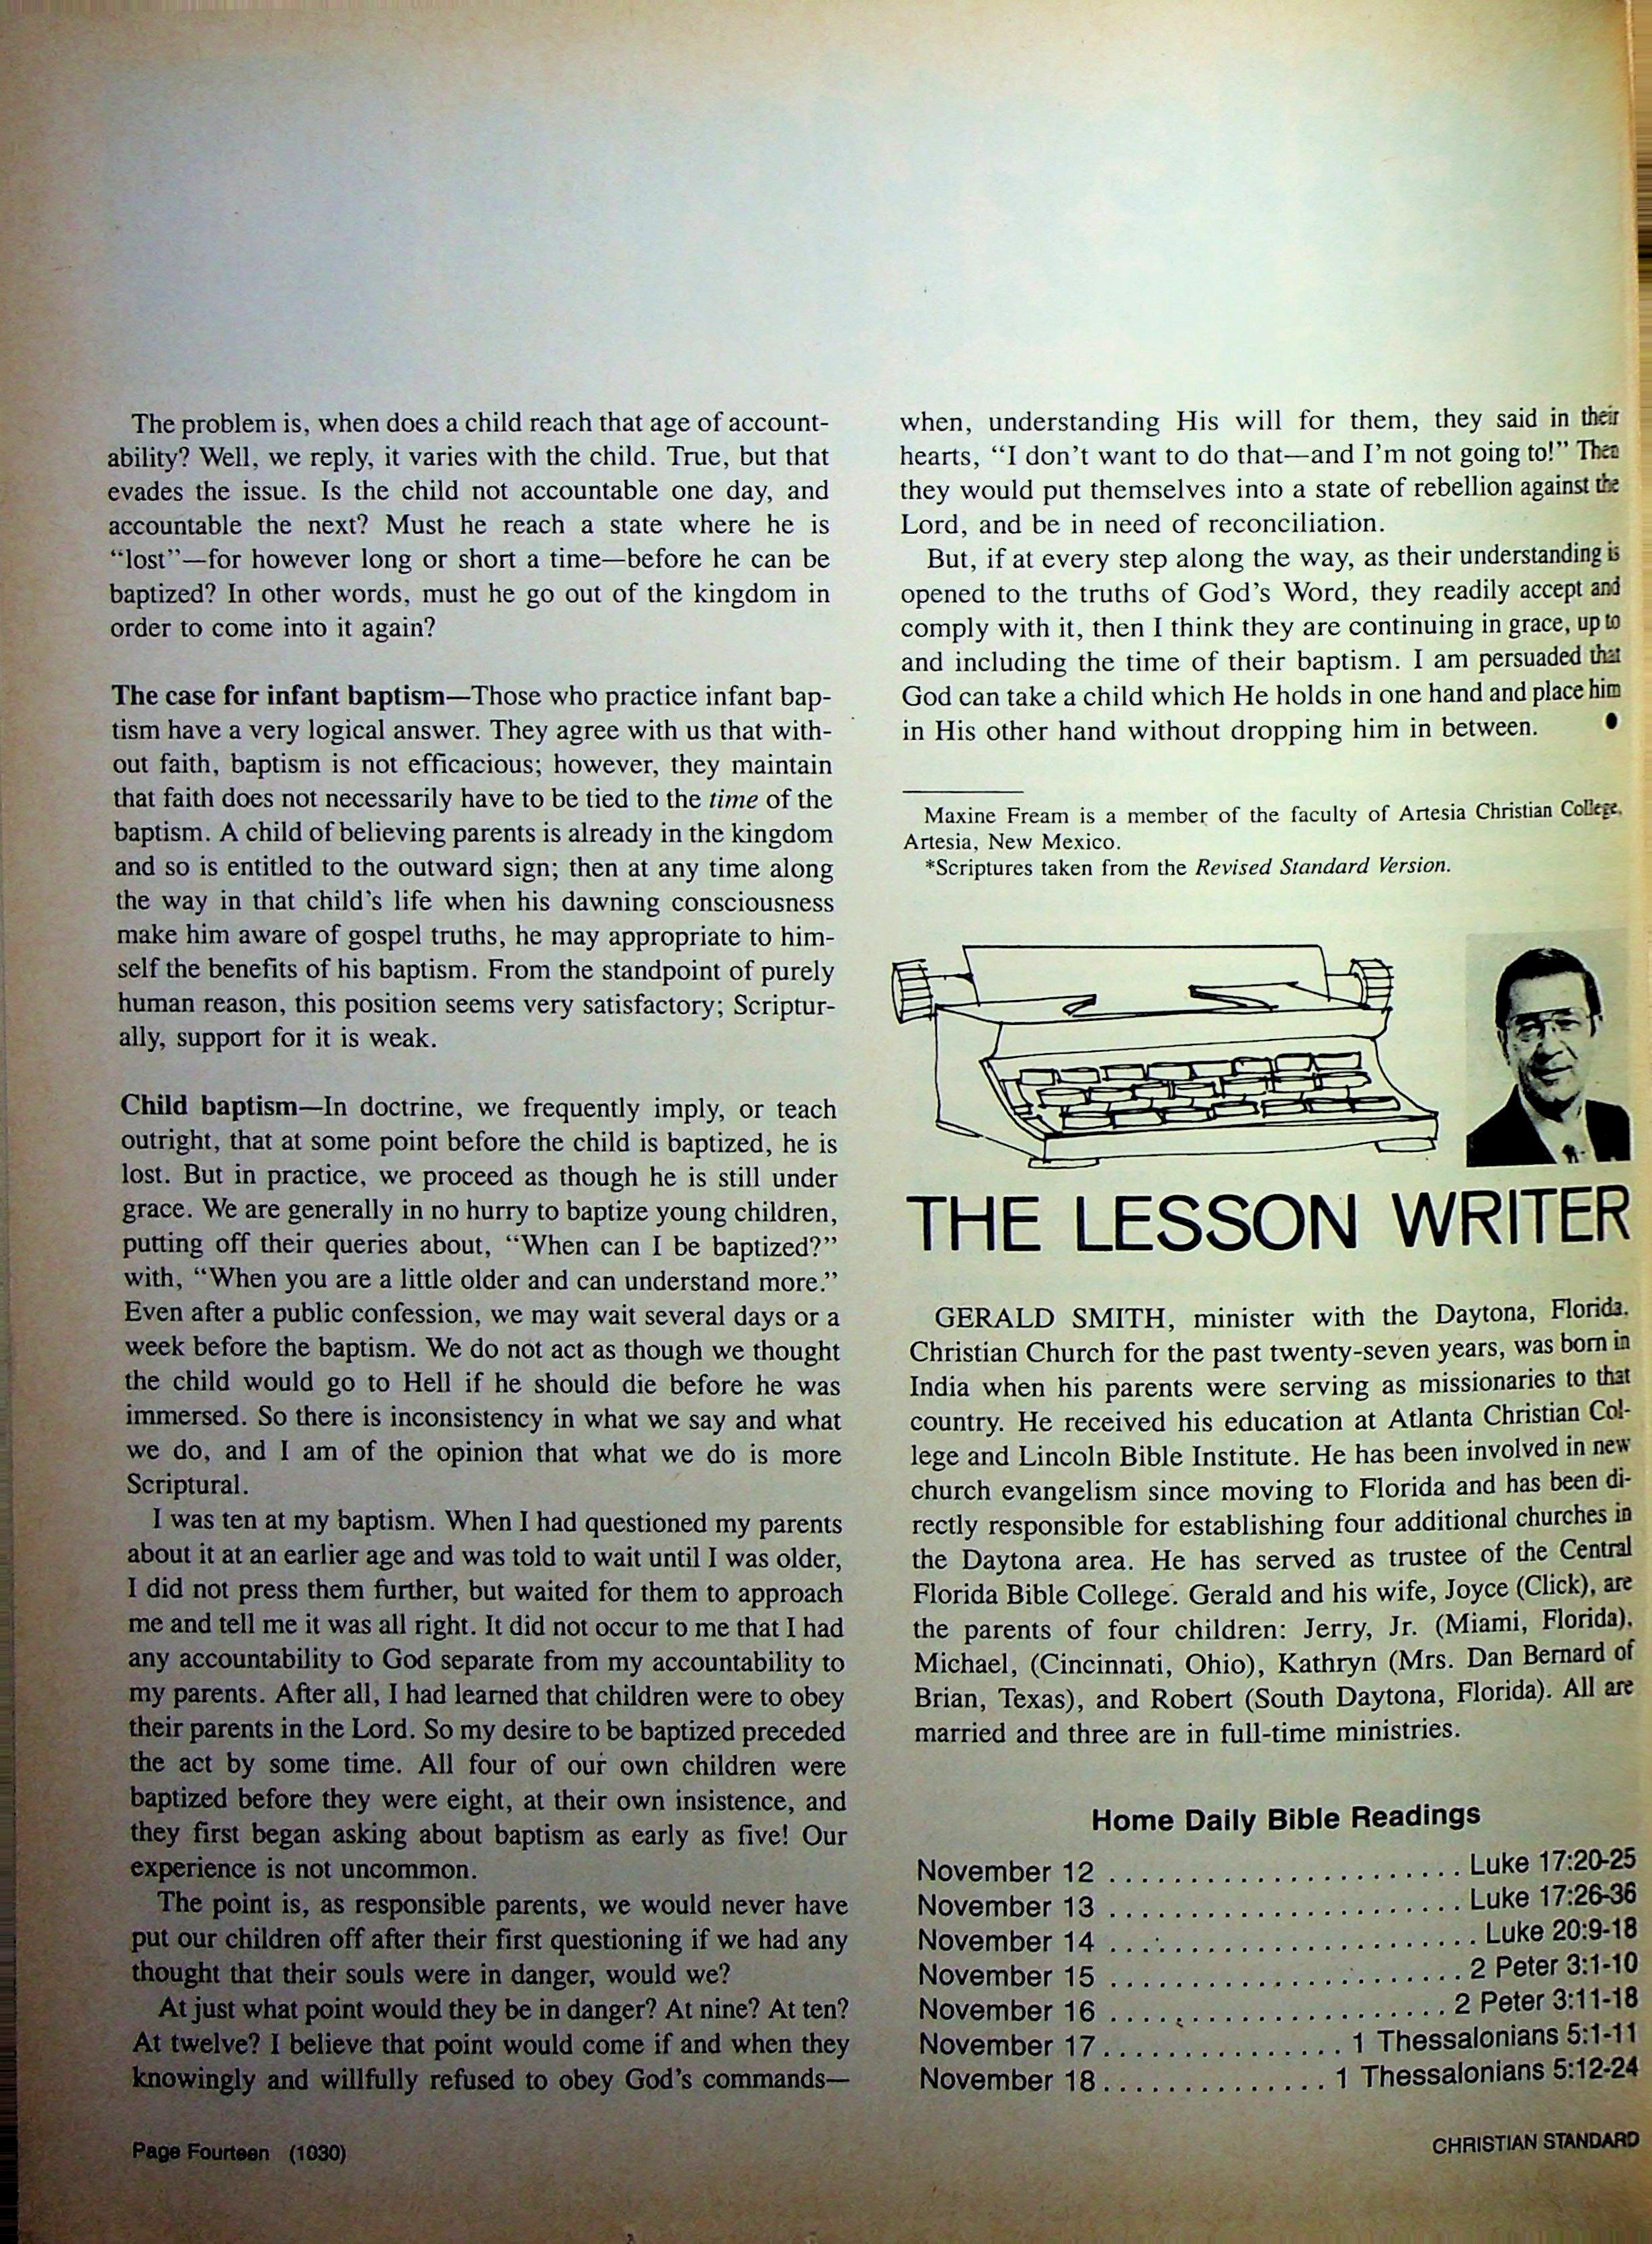 The problem is, when does a child reach that age of account-
ability? Well, we reply, it varies with the child. True, but that
evades the issue. Is the child not accountable one day, and
accountable the next? Must he reach a state where he is
“lost”—for however long or short a time—before he can be
baptized? In other words, must he go out of the kingdom in
order to come into it again?
The case for infant baptism—Those who practice infant bap-
tism have a very logical answer. They agree with us that with-
out faith, baptism is not efficacious; however, they maintain
that faith does not necessarily have to be tied to the time of the
baptism. A child of believing parents is already in the kingdom
and so is entitled to the outward sign; then at any time along
the way in that child’s life when his dawning consciousness
make him aware of gospel truths, he may appropriate to him-
self the benefits of his baptism. From the standpoint of purely
human reason, this position seems very satisfactory; Scriptur-
ally, support for it is weak.
Child baptism—In doctrine, we frequently imply, or teach
outright, that at some point before the child is baptized, he is
lost. But in practice, we proceed as though he is still under
grace. We are generally in no hurry to baptize young children,
putting off their queries about, “When can I be baptized?”
with, “When you are a little older and can understand more.”
Even after a public confession, we may wait several days or a
week before the baptism. We do not act as though we thought
the child would go to Hell if he should die before he was
immersed. So there is inconsistency in what we say and what
we do, and I am of the opinion that what we do is more
Scriptural.
I was ten at my baptism. When I had questioned my parents
about it at an earlier age and was told to wait until I was older,
I did not press them further, but waited for them to approach
me and tell me it was all right. It did not occur to me that I had
any accountability to God separate from my accountability to
my parents. After all, I had learned that children were to obey
their parents in the Lord. So my desire to be baptized preceded
the act by some time. All four of our own children were
baptized before they were eight, at their own insistence, and
they first began asking about baptism as early as five! Our
experience is not uncommon.
The point is, as responsible parents, we would never have
put our children off after their first questioning if we had any
thought that their souls were in danger, would we?
At just what point would they be in danger? At nine? At ten?
At twelve? I believe that point would come if and when they
knowingly and willfully refused to obey God’s commands—
when, understanding His will for them, they said in their
hearts, “I don’t want to do that—and I’m not going to!” Then
they would put themselves into a state of rebellion against the
Lord, and be in need of reconciliation.
But, if at every step along the way, as their understanding is
opened to the truths of God’s Word, they readily accept and
comply with it, then I think they are continuing in grace, up to
and including the time of their baptism. I am persuaded that
God can take a child which He holds in one hand and place him
in His other hand without dropping him in between. ●
Maxine Fream is a member of the faculty of Artesia Christian College,
Artesia, New Mexico.
*Scriptures taken from the Revised Standard Version.
THE LESSON WRITER
GERALD SMITH, minister with the Daytona, Florida,
Christian Church for the past twenty-seven years, was born in
India when his parents were serving as missionaries to that
country. He received his education at Atlanta Christian Col-
lege and Lincoln Bible Institute. He has been involved in new
church evangelism since moving to Florida and has been di-
rectly responsible for establishing four additional churches in
the Daytona area. He has served as trustee of the Central
Florida Bible College. Gerald and his wife, Joyce (Click), are
the parents of four children: Jerry, Jr. (Miami, Florida),
Michael, (Cincinnati, Ohio), Kathryn (Mrs. Dan Bernard of
Brian, Texas), and Robert (South Daytona, Florida). All are
married and three are in full-time ministries.
Home Daily Bible Readings
November 12 ...................... Luke 17:20-25
November 13 ...................... Luke 17:26-36
November 14 ....................... Luke 20:9-18
November 15 ...................... 2 Peter 3:1-10
November 16 ..................... 2 Peter 3:11-18
November 17 ............... 1 Thessalonians 5:1-11
November 18 .............. 1 Thessalonians 5:12-24
Page Fourteen (1030)
CHRISTIAN STANDARD